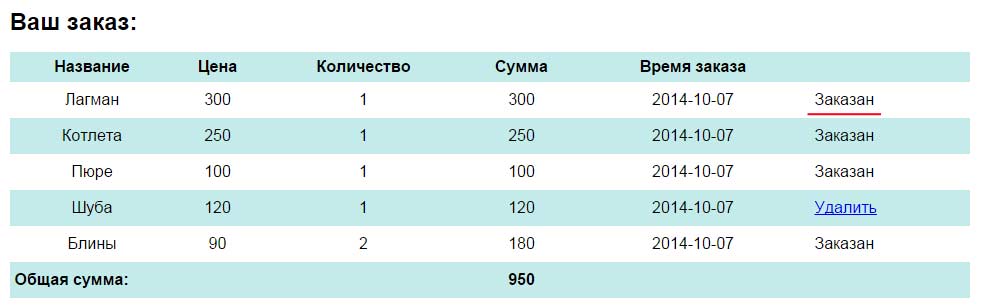 Ваш заказ:
Название Цена Количество Сумма Время заказа
Лагман 300 1 300 2014-10-07 Заказан
Котлета 250 1 250 2014-10-07 Заказан
Пюре 100 1 100 2014-10-07 Заказан
Шуба 120 1 120 2014-10-07 Удалить
Блины 90 2 180 2014-10-07 Заказан
Общая сумма: 950